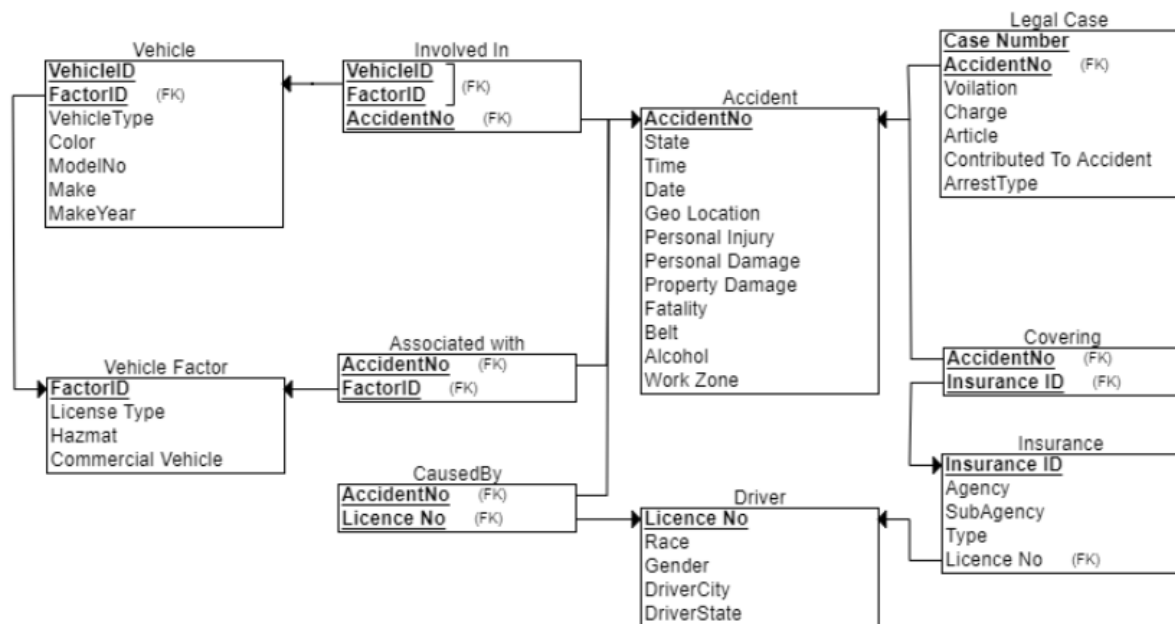 Vehicle
VehicleID
FactorID (FK)
VehicleType
Color
ModelNo
Make
MakeYear
Involved In
VehicleID
FactorID
(FK)
AccidentNo (FK)
Accident
AccidentNo
State
Time
Date
Geo Location
Personal Injury
Personal Damage
Property Damage
Fatality
Belt
Alcohol
Work Zone
Legal Case
Case Number
AccidentNo (FK)
Voilation
Charge
Article
Contributed To Accident
ArrestType
Vehicle Factor
FactorID
License Type
Hazmat
Commercial Vehicle
Associated with
AccidentNo (FK)
FactorID (FK)
CausedBy
AccidentNo (FK)
Licence No (FK)
Driver
Licence No
Race
Gender
DriverCity
DriverState
Covering
AccidentNo (FK)
Insurance ID (FK)
Insurance
Insurance ID
Agency
SubAgency
Type
Licence No (FK)